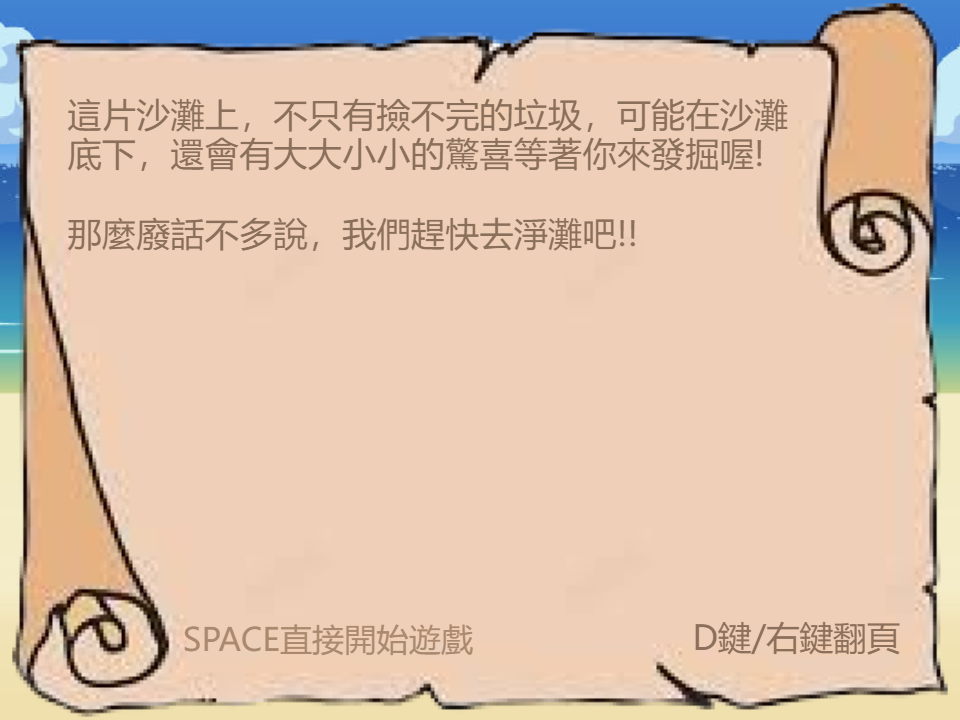 這片沙灘上，不只有撿不完的垃圾，可能在沙灘
底下，還會有大大小小的驚喜等著你來發掘喔!
那麼廢話不多說，我們趕快去淨灘吧!!
SPACE直接開始遊戲
D鍵/右鍵翻頁